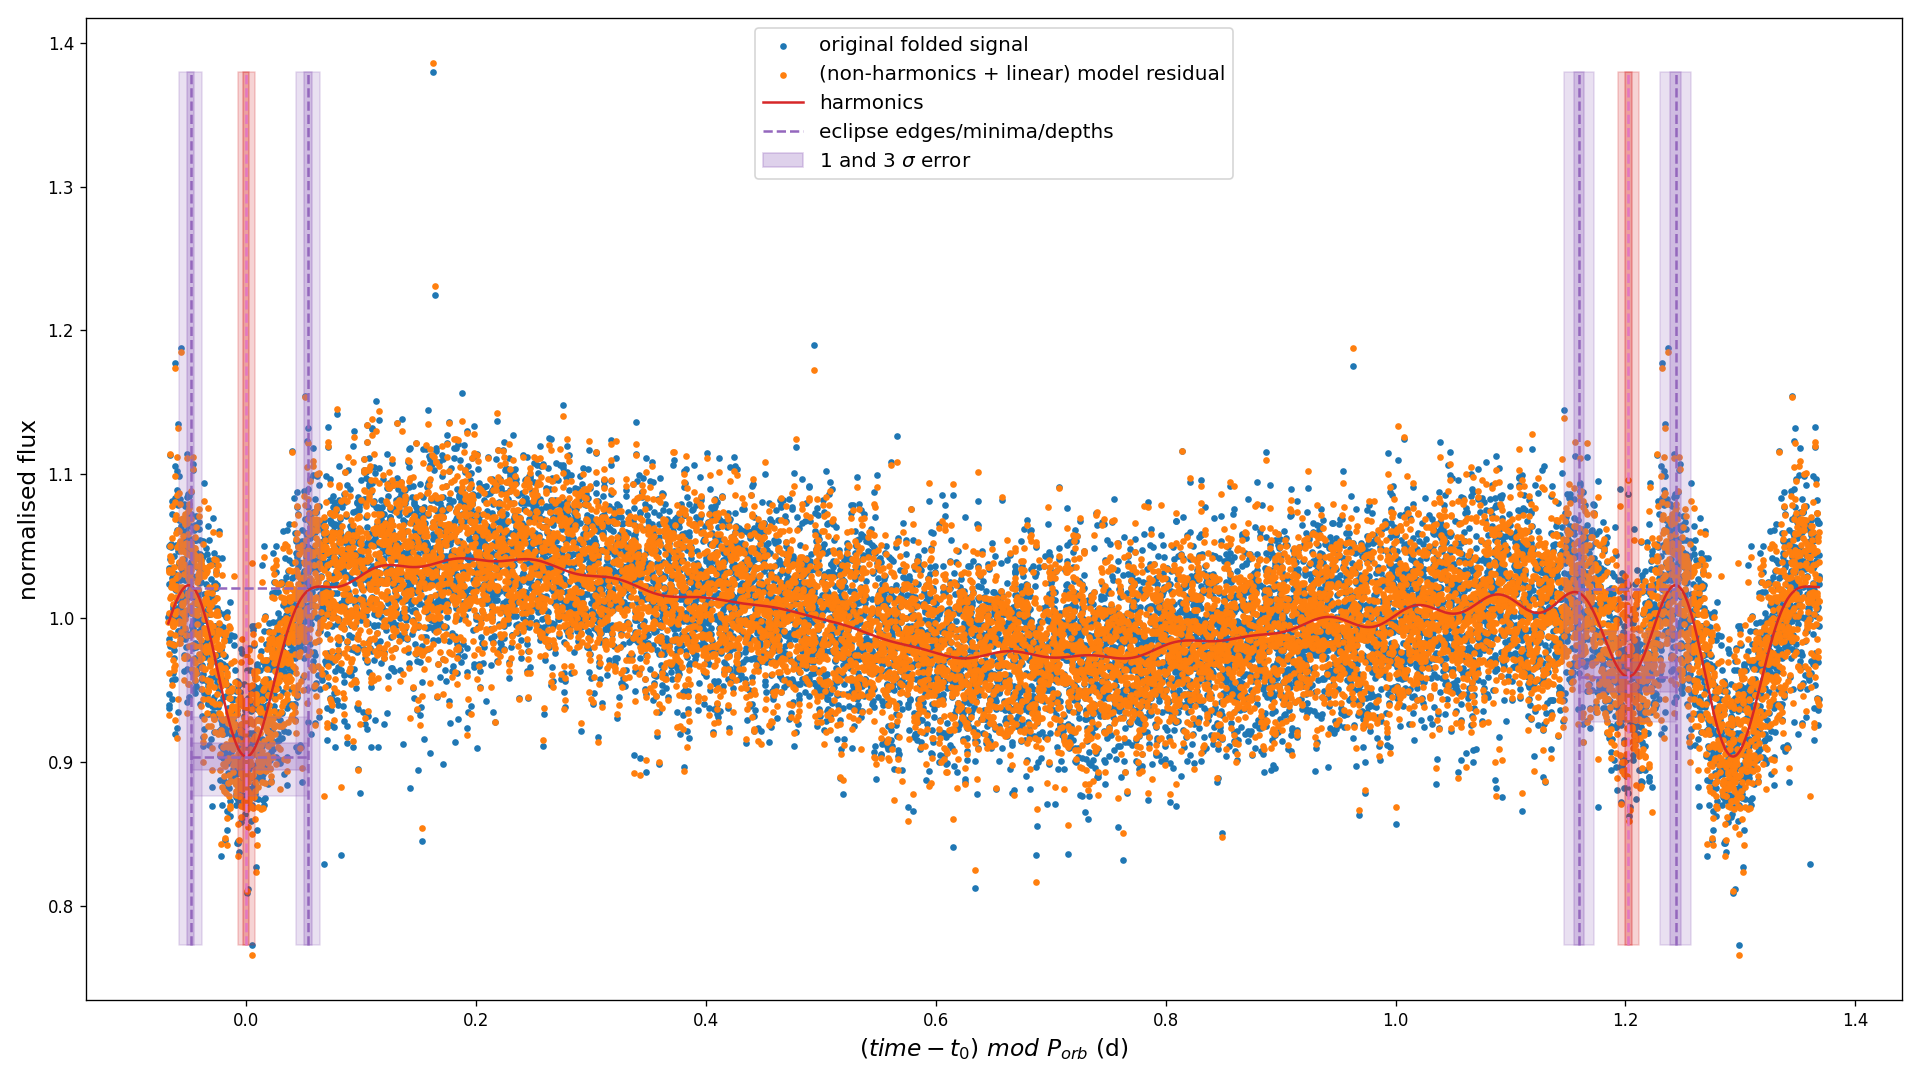 original folded signal
(non-harmonics + linear) model residual
harmonics
eclipse edges/minima/depths
1 and 3 σ error
normalised flux
1.4
1.3
1.2
1.1
1.0
0.9
0.8
0.0 0.2 0.4 0.6 0.8 1.0 1.2 1.4
(time − t₀) mod Pₒᵣb (d)